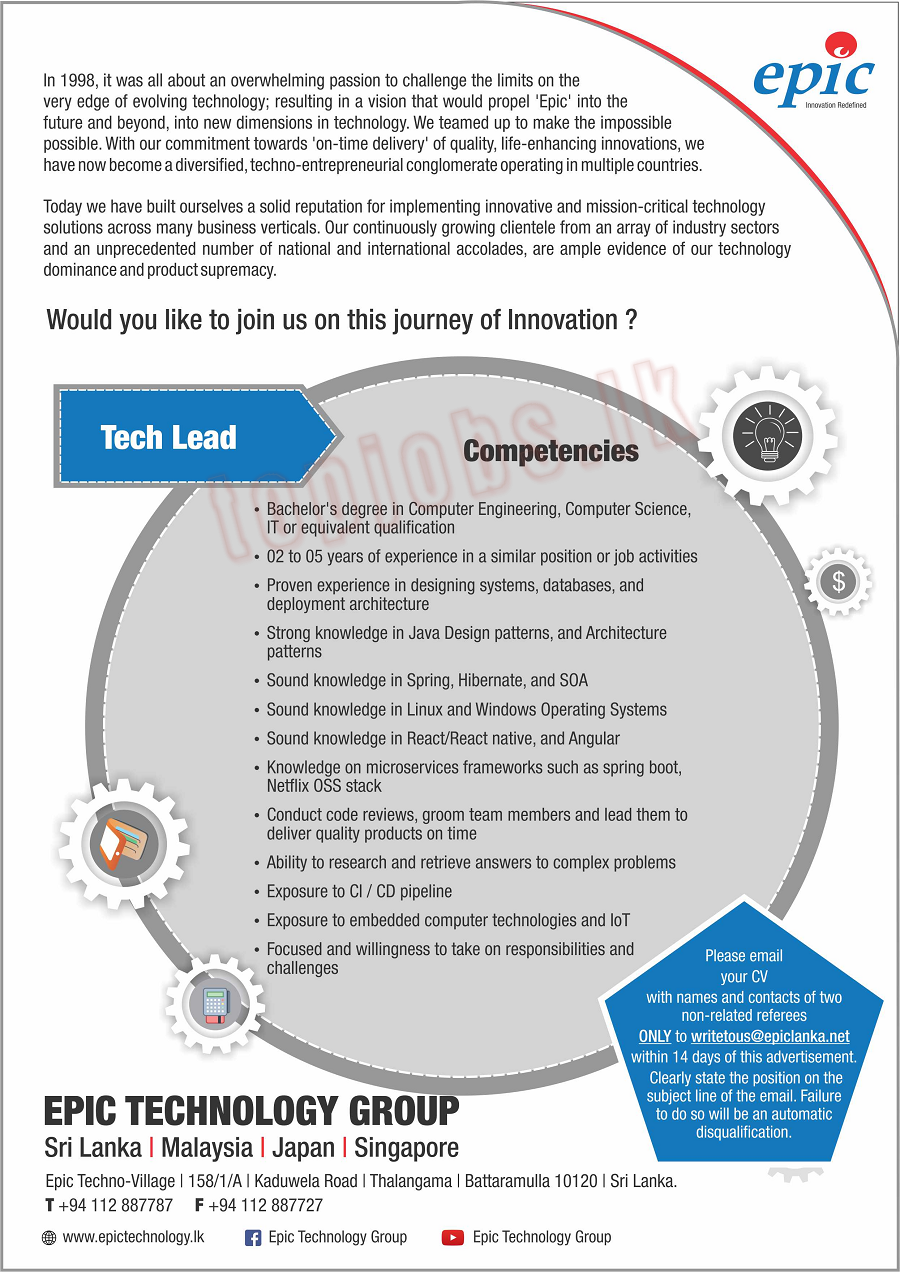 epic
Innovation Redefined
In 1998, it was all about an overwhelming passion to challenge the limits on the
very edge of evolving technology; resulting in a vision that would propel 'Epic' into the
future and beyond, into new dimensions in technology. We teamed up to make the impossible
possible. With our commitment towards 'on-time delivery' of quality, life-enhancing innovations, we
have now become a diversified, techno-entrepreneurial conglomerate operating in multiple countries.
Today we have built ourselves a solid reputation for implementing innovative and mission-critical technology
solutions across many business verticals. Our continuously growing clientele from an array of industry sectors
and an unprecedented number of national and international accolades, are ample evidence of our technology
dominance and product supremacy.
Would you like to join us on this journey of Innovation ?
topjobs.lk
Tech Lead
Competencies
• Bachelor's degree in Computer Engineering, Computer Science,
IT or equivalent qualification
• 02 to 05 years of experience in a similar position or job activities
• Proven experience in designing systems, databases, and
deployment architecture
• Strong knowledge in Java Design patterns, and Architecture
patterns
• Sound knowledge in Spring, Hibernate, and SOA
• Sound knowledge in Linux and Windows Operating Systems
• Sound knowledge in React/React native, and Angular
• Knowledge on microservices frameworks such as spring boot,
Netflix OSS stack
• Conduct code reviews, groom team members and lead them to
deliver quality products on time
• Ability to research and retrieve answers to complex problems
• Exposure to CI / CD pipeline
• Exposure to embedded computer technologies and IoT
• Focused and willingness to take on responsibilities and
challenges
$
Please email
your CV
with names and contacts of two
non-related referees
ONLY to writetous@epiclanka.net
within 14 days of this advertisement.
Clearly state the position on the
subject line of the email. Failure
to do so will be an automatic
disqualification.
EPIC TECHNOLOGY GROUP
Sri Lanka | Malaysia | Japan | Singapore
Epic Techno-Village | 158/1/A | Kaduwela Road | Thalangama | Battaramulla 10120 | Sri Lanka.
T +94 112 887787 F +94 112 887727
www.epictechnology.lk Epic Technology Group Epic Technology Group